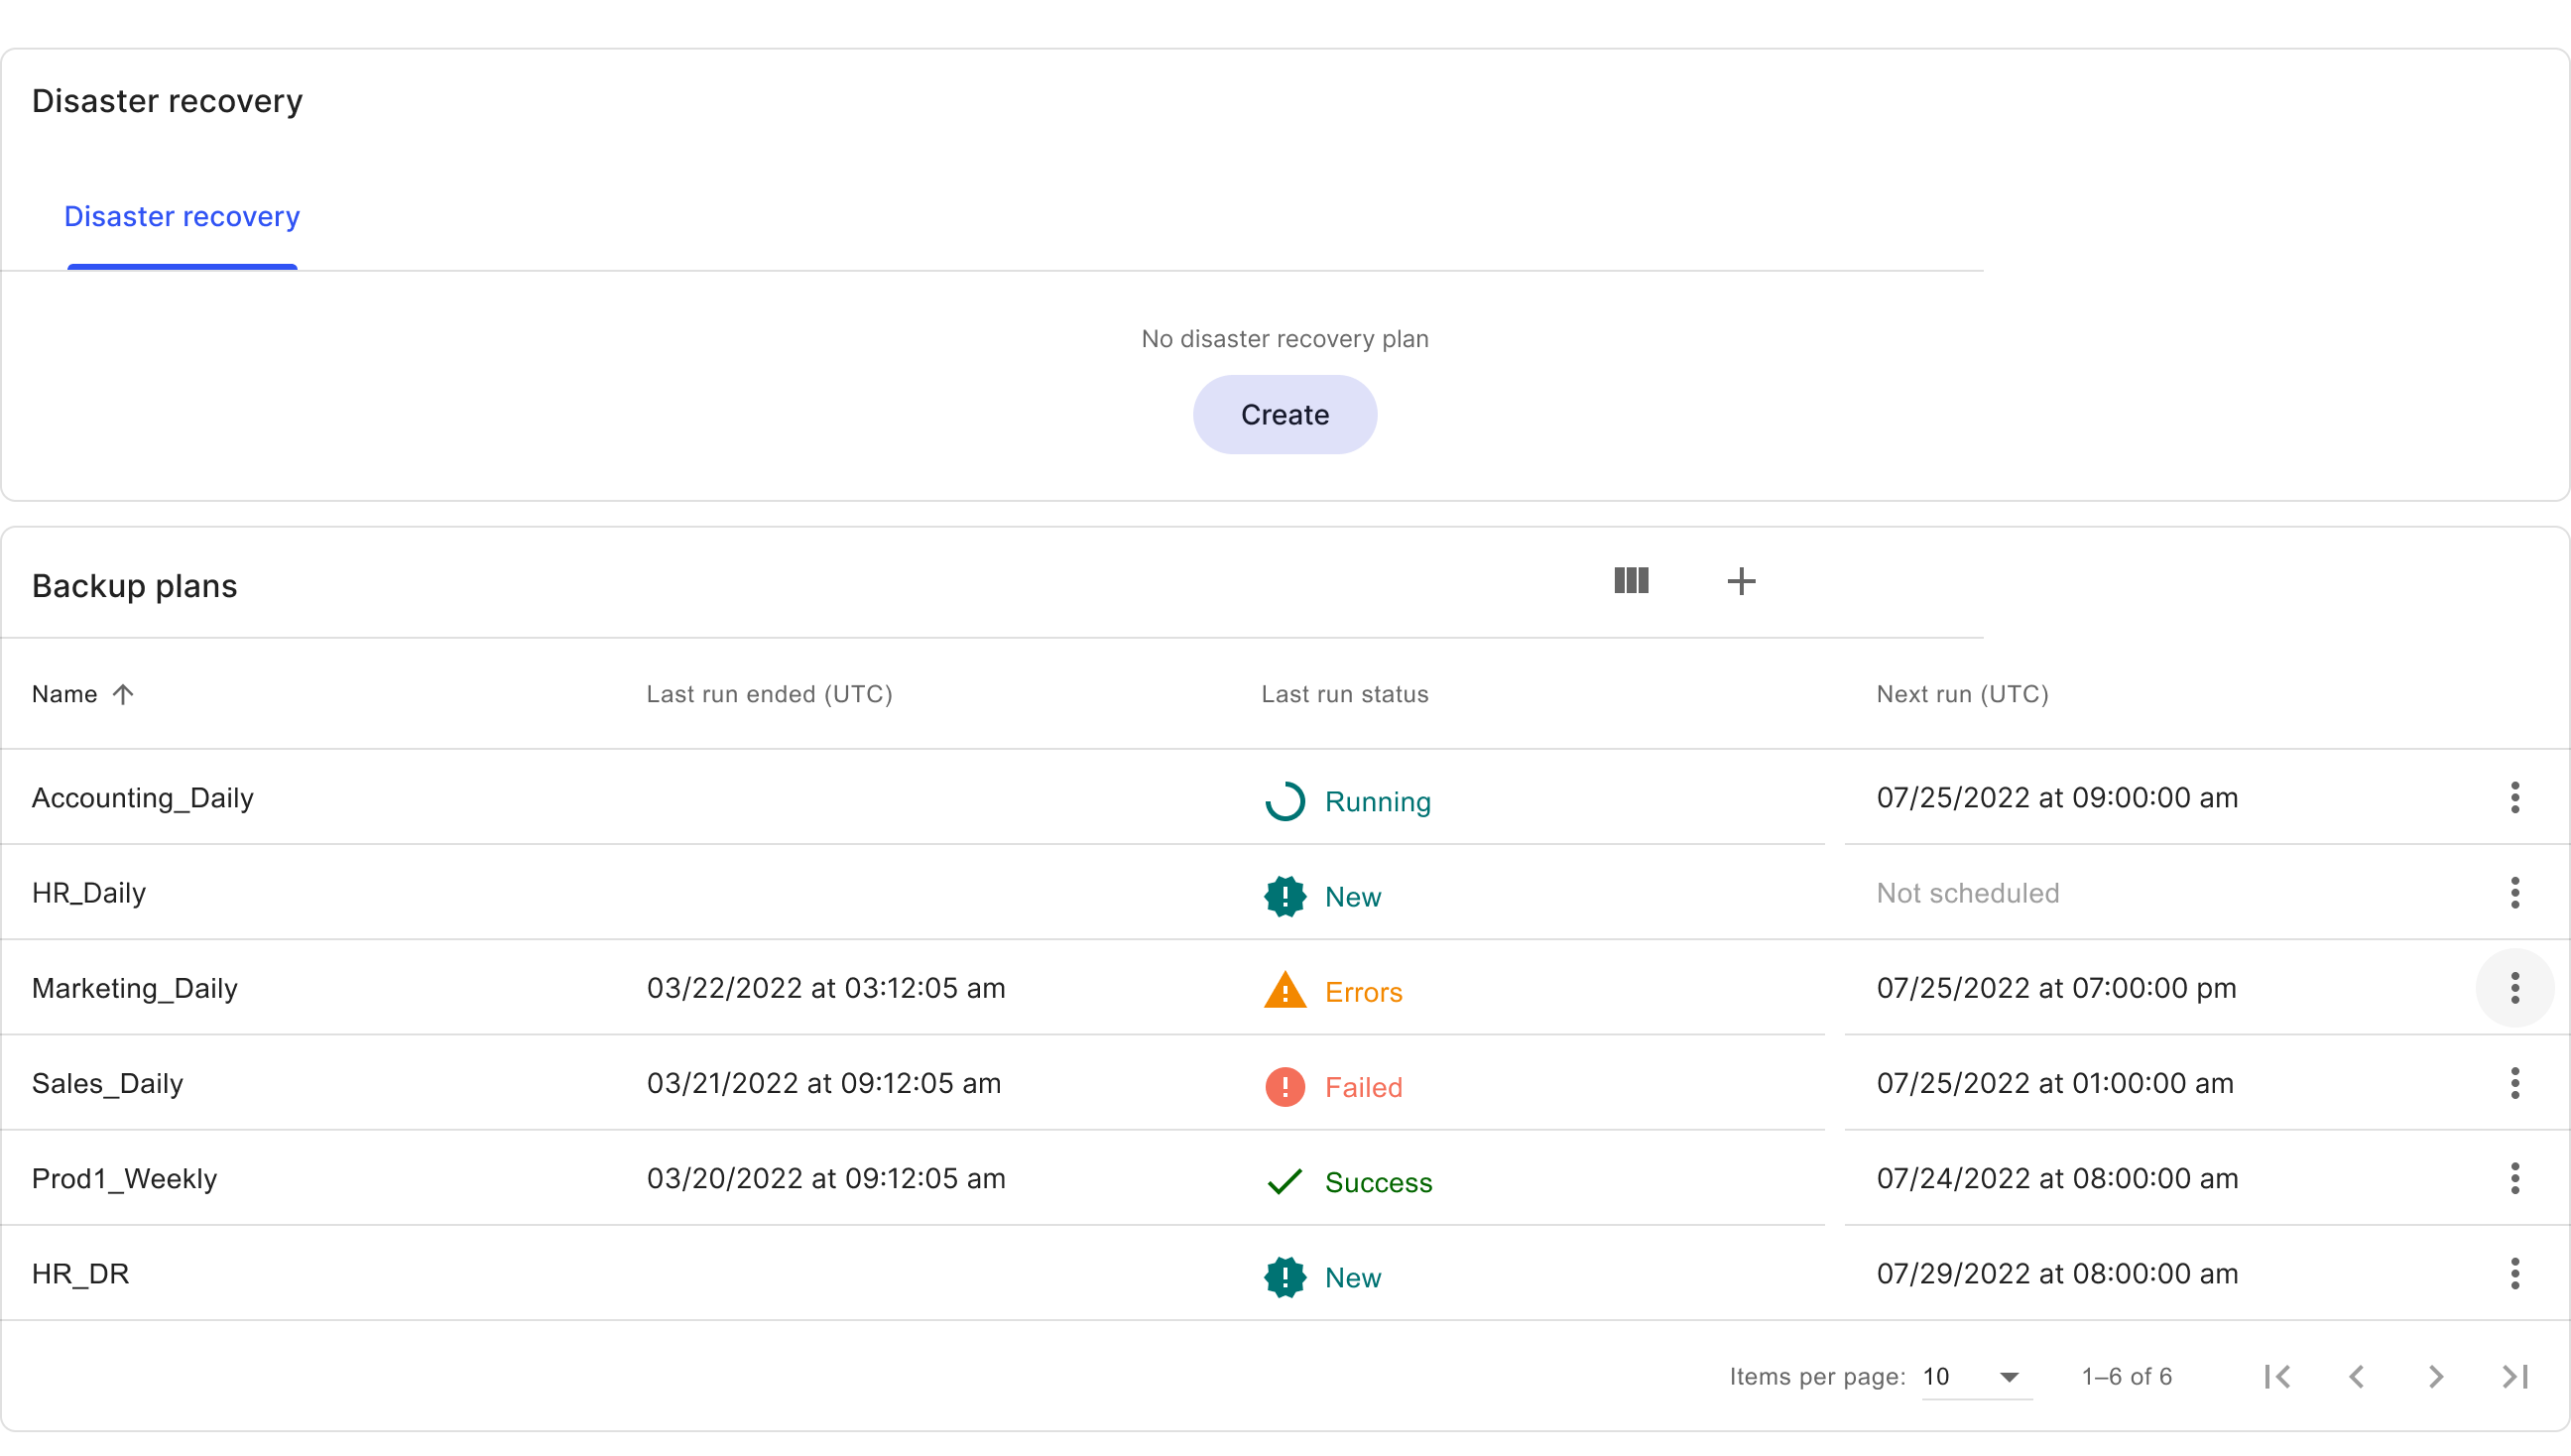 Disaster recovery
Disaster recovery
No disaster recovery plan
Create
Backup plans
Name Last run ended (UTC) Last run status Next run (UTC)
Accounting_Daily Running 07/25/2022 at 09:00:00 am
HR_Daily New Not scheduled
Marketing_Daily 03/22/2022 at 03:12:05 am Errors 07/25/2022 at 07:00:00 pm
Sales_Daily 03/21/2022 at 09:12:05 am Failed 07/25/2022 at 01:00:00 am
Prod1_Weekly 03/20/2022 at 09:12:05 am Success 07/24/2022 at 08:00:00 am
HR_DR New 07/29/2022 at 08:00:00 am
Items per page: 10 1–6 of 6